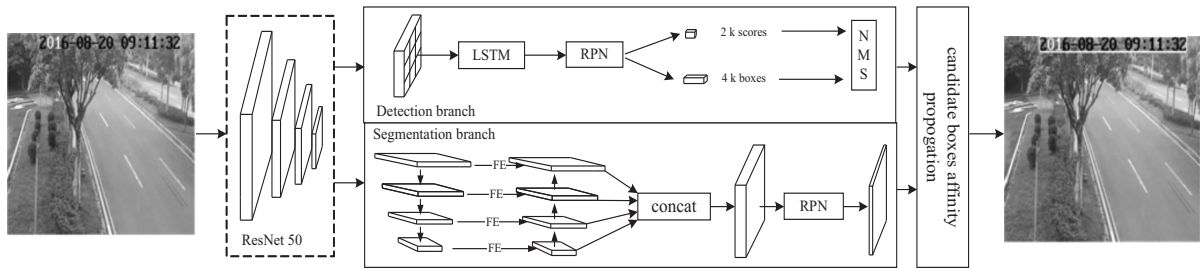 2016-08-20 09:11:32
ResNet 50
LSTM
RPN
2 k scores
4 k boxes
N
M
S
Detection branch
Segmentation branch
FE
FE
FE
FE
concat
RPN
candidate boxes affinity
propogation
2016-08-20 09:11:32